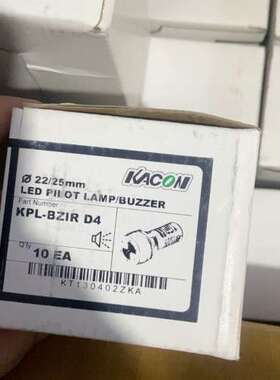 KACON
Ø 22/25mm
LED PILOT LAMP/BUZZER
Part Number
KPL-BZIR D4
Q'ty
10 EA
KT130402ZKA